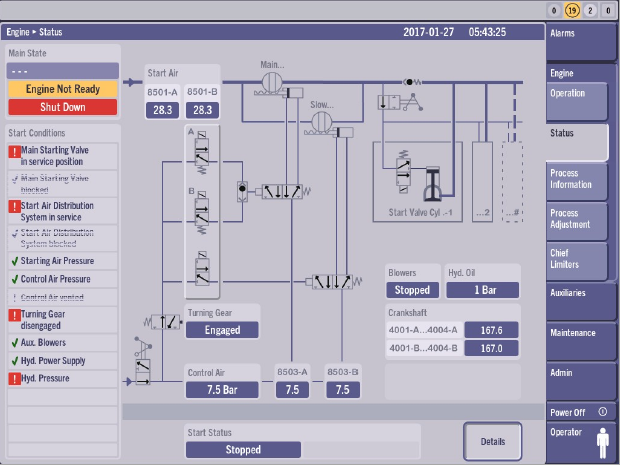 0 19 2 0
Engine ▸ Status 2017-01-27 05:43:25
Main State
- - -
Engine Not Ready
Shut Down
Start Conditions
! Main Starting Valve
in service position
Main Starting Valve
blocked
! Start Air Distribution
System in service
Start Air Distribution
System blocked
✓ Starting Air Pressure
✓ Control Air Pressure
! Control Air vented
! Turning Gear
disengaged
✓ Aux. Blowers
✓ Hyd. Power Supply
! Hyd. Pressure
Start Air
8501-A 8501-B
28.3 28.3
Main...
Slow...
A
B
Start Valve Cyl .-1
...2
...#
Turning Gear
Engaged
Control Air
7.5 Bar
8503-A
7.5
8503-B
7.5
Blowers
Stopped
Hyd. Oil
1 Bar
Crankshaft
4001-A...4004-A 167.6
4001-B...4004-B 167.0
Start Status
Stopped
Details
Alarms
Engine
Operation
Status
Process
Information
Process
Adjustment
Chief
Limiters
Auxiliaries
Maintenance
Admin
Power Off
Operator